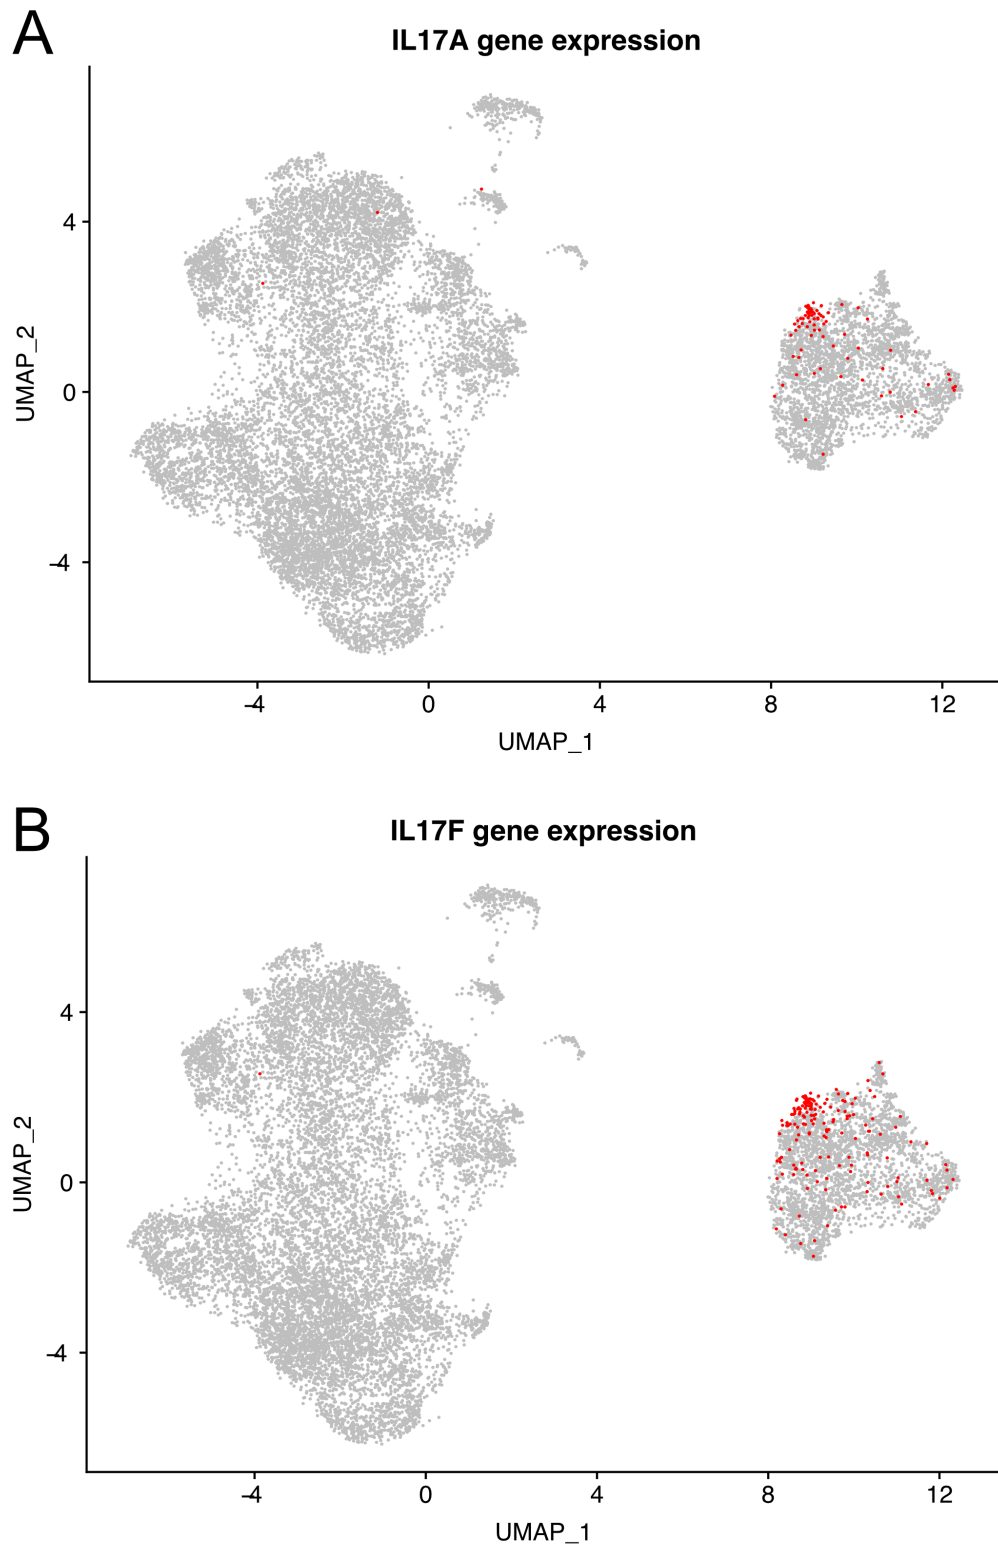 A
IL17A gene expression
4
0
-4
UMAP_2
-4 0 4 8 12
UMAP_1
B
IL17F gene expression
4
0
-4
UMAP_2
-4 0 4 8 12
UMAP_1